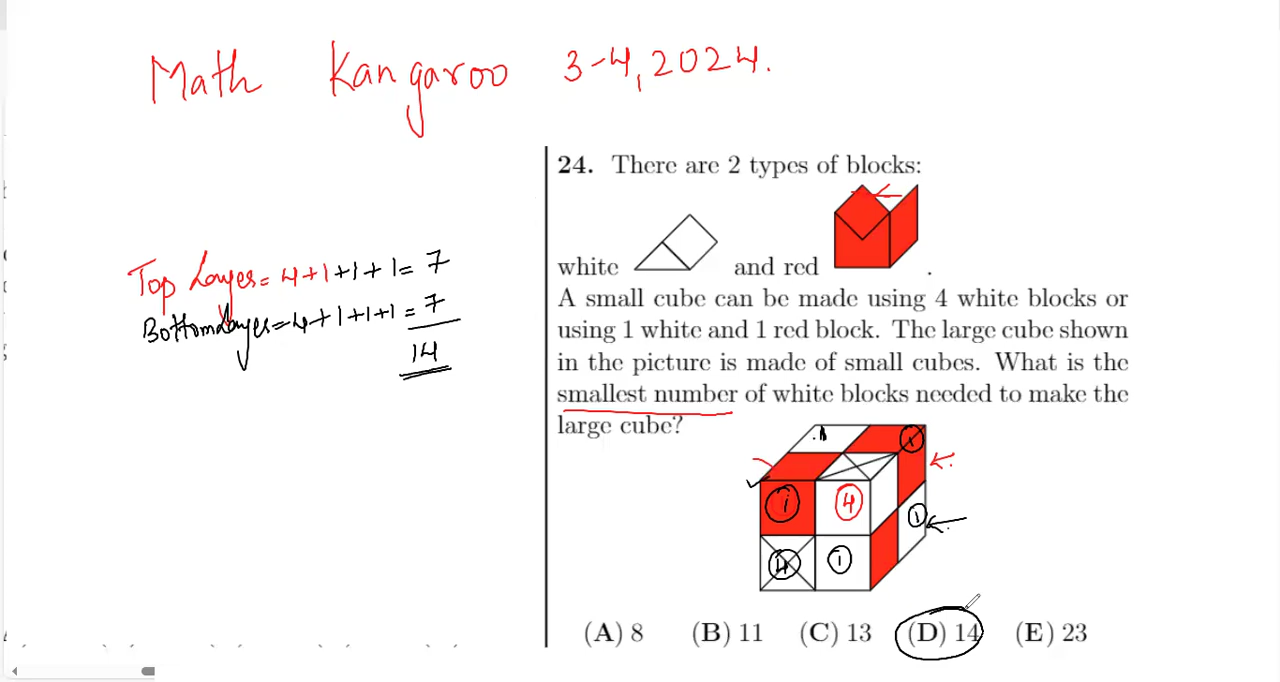 Math Kangaroo 3-4, 2024.
24. There are 2 types of blocks:
white and red .
A small cube can be made using 4 white blocks or
using 1 white and 1 red block. The large cube shown
in the picture is made of small cubes. What is the
smallest number of white blocks needed to make the
large cube?
Top Layer = 4+1+1+1= 7
Bottom Layer = 4+1+1+1 = 7
14
1
1 4
1
4 1
(A) 8 (B) 11 (C) 13 (D) 14 (E) 23